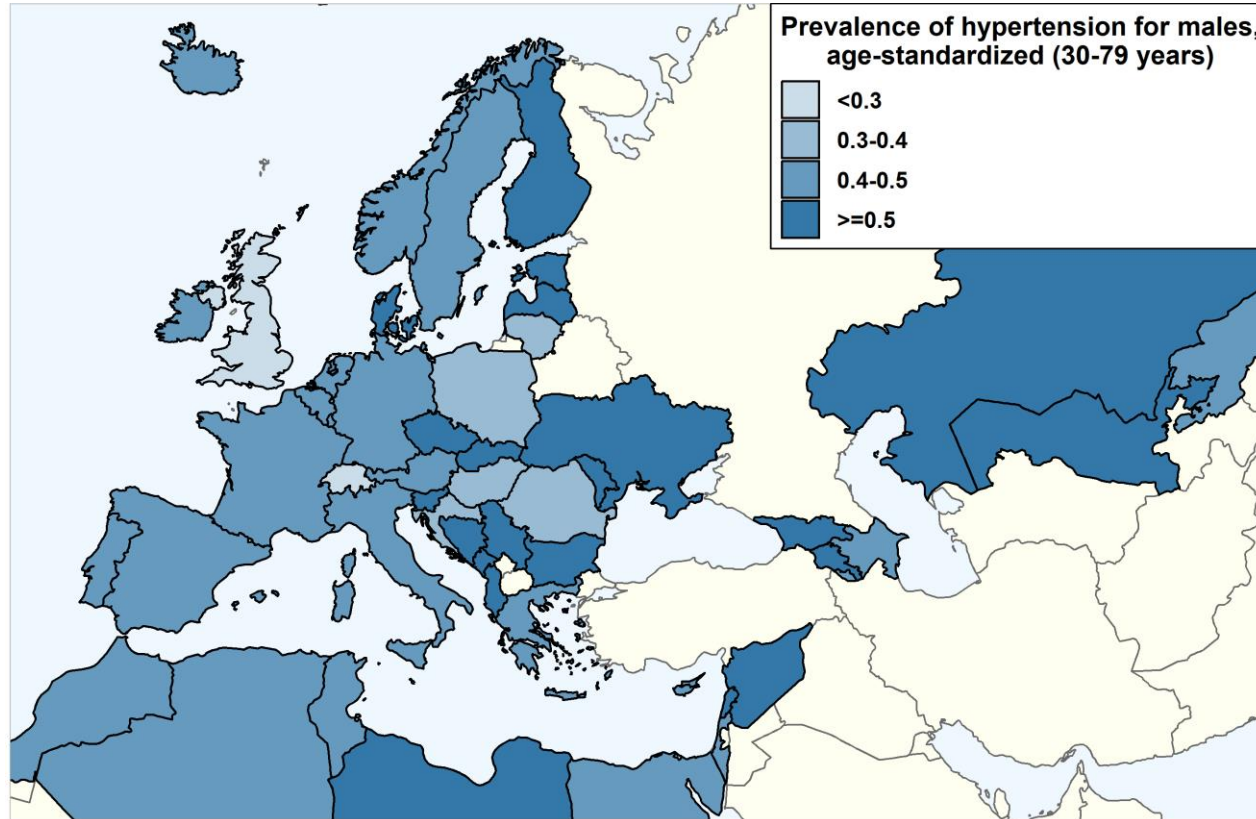 Prevalence of hypertension for males,
age-standardized (30-79 years)
<0.3
0.3-0.4
0.4-0.5
>=0.5